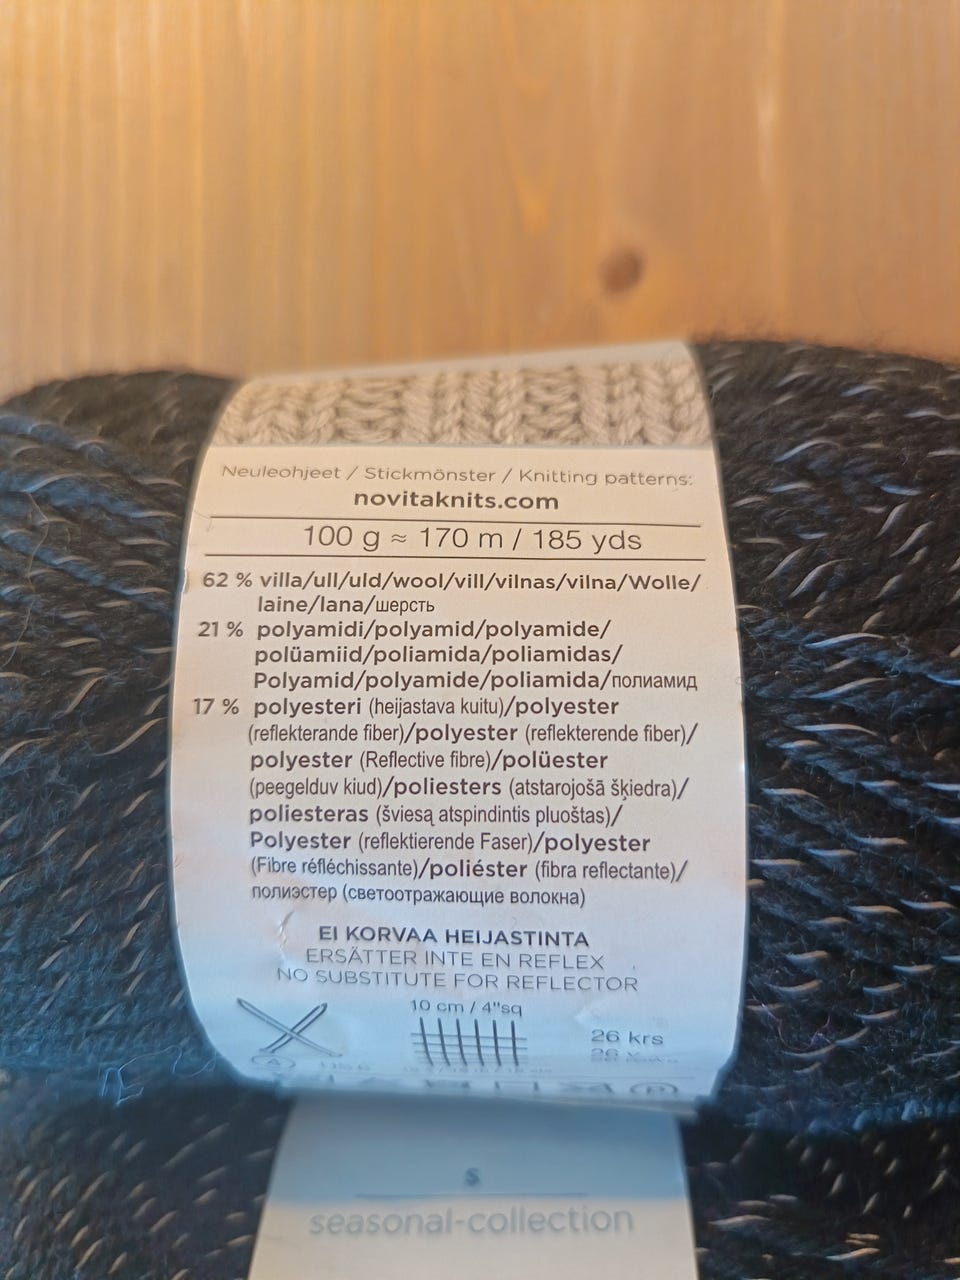 Neuleohjeet / Stickmönster / Knitting patterns:
novitaknits.com
100 g ≈ 170 m / 185 yds
62 % villa/ull/uld/wool/vill/vilnas/vilna/Wolle/
laine/lana/шерсть
21 % polyamidi/polyamid/polyamide/
polüamiid/poliamida/poliamidas/
Polyamid/polyamide/poliamida/полиамид
17 % polyesteri (heijastava kuitu)/polyester
(reflekterande fiber)/polyester (reflekterende fiber)/
polyester (Reflective fibre)/polüester
(peegelduv kiud)/poliesters (atstarojošā šķiedra)/
poliesteras (šviesą atspindintis pluoštas)/
Polyester (reflektierende Faser)/polyester
(Fibre réfléchissante)/poliéster (fibra reflectante)/
полиэстер (светоотражающие волокна)
EI KORVAA HEIJASTINTA
ERSÄTTER INTE EN REFLEX
NO SUBSTITUTE FOR REFLECTOR
10 cm / 4"sq
26 krs
S
seasonal-collection